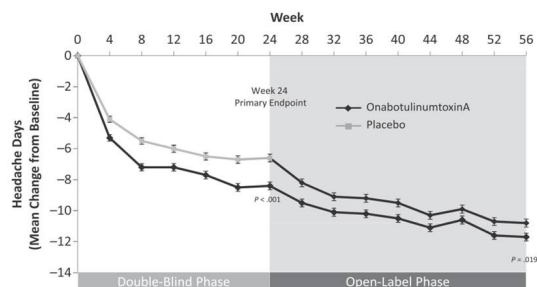 Week
0 4 8 12 16 20 24 28 32 36 40 44 48 52 56
0
−2
−4
−6
−8
−10
−12
−14
Headache Days
(Mean Change from Baseline)
Week 24
Primary Endpoint
OnabotulinumtoxinA
Placebo
P < .001
P = .019
Double-Blind Phase
Open-Label Phase